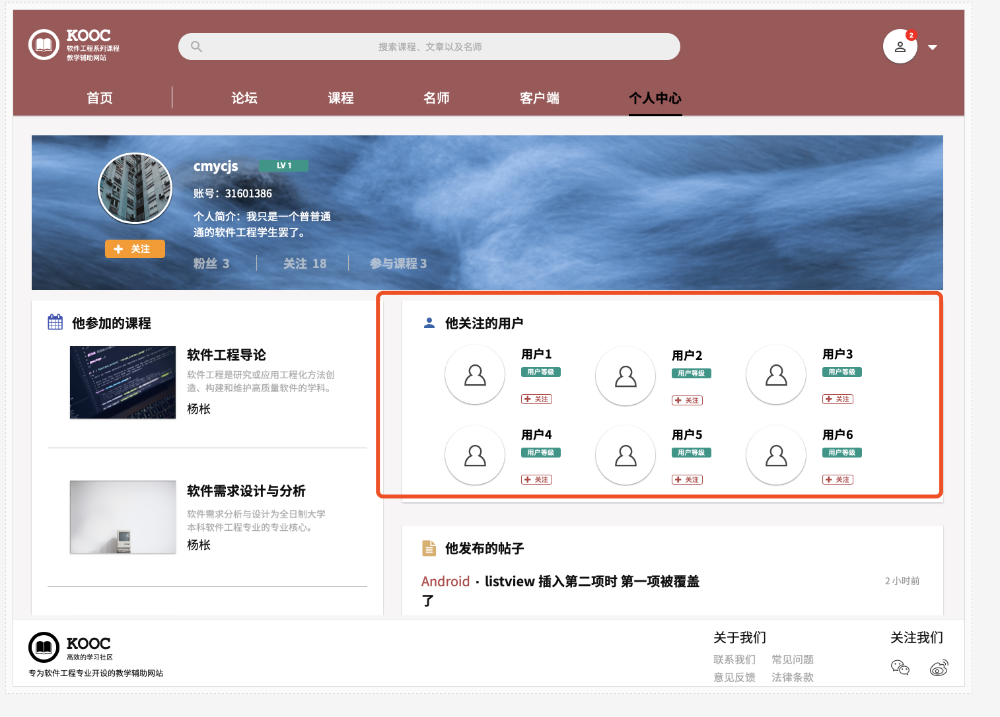 KOOC
软件工程系列课程
教学辅助网站
搜索课程、文章以及名师
2
首页
论坛
课程
名师
客户端
个人中心
cmycjs
LV 1
账号：31601386
个人简介：我只是一个普普通
通的软件工程学生罢了。
关注
粉丝 3
关注 18
参与课程 3
他参加的课程
软件工程导论
软件工程是研究或应用工程化方法创
造、构建和维护高质量软件的学科。
杨枨
软件需求设计与分析
软件需求分析与设计为全日制大学
本科软件工程专业的专业核心。
杨枨
他关注的用户
用户1
用户等级
关注
用户2
用户等级
关注
用户3
用户等级
关注
用户4
用户等级
关注
用户5
用户等级
关注
用户6
用户等级
关注
他发布的帖子
Android · listview 插入第二项时 第一项被覆盖
了
2 小时前
KOOC
高效的学习社区
专为软件工程专业开设的教学辅助网站
关于我们
联系我们 常见问题
意见反馈 法律条款
关注我们